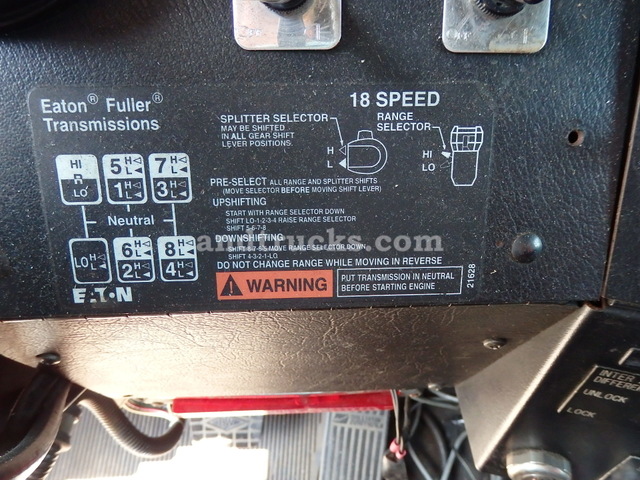 OFF
OFF
Eaton® Fuller®
Transmissions
18 SPEED
SPLITTER SELECTOR
MAY BE SHIFTED
IN ALL GEAR SHIFT
LEVER POSITIONS.
RANGE
SELECTOR
H
L
HI
LO
HI
R
LO
5 H L
1 H L
7 H L
3 H L
Neutral
LO H L
6 H L
2 H L
8 H L
4 H L
PRE-SELECT ALL RANGE AND SPLITTER SHIFTS
(MOVE SELECTOR BEFORE MOVING SHIFT LEVER)
UPSHIFTING
START WITH RANGE SELECTOR DOWN
SHIFT LO-1-2-3-4 RAISE RANGE SELECTOR
SHIFT 5-6-7-8
DOWNSHIFTING
SHIFT 8-7-6-5 MOVE RANGE SELECTOR DOWN
SHIFT 4-3-2-1-LO
DO NOT CHANGE RANGE WHILE MOVING IN REVERSE
EATON
WARNING
PUT TRANSMISSION IN NEUTRAL
BEFORE STARTING ENGINE
21628
UNLOCK
LOCK